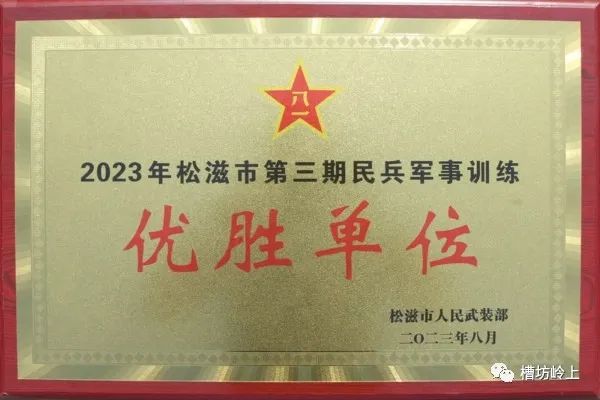 八一
2023年松滋市第三期民兵军事训练
优胜单位
松滋市人民武装部
二〇二三年八月
槽坊岭上